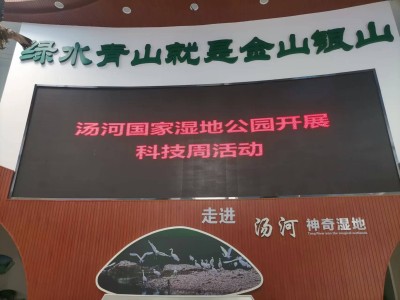 绿水青山就是金山银山
汤河国家湿地公园开展
科技周活动
走进
汤河 神奇湿地